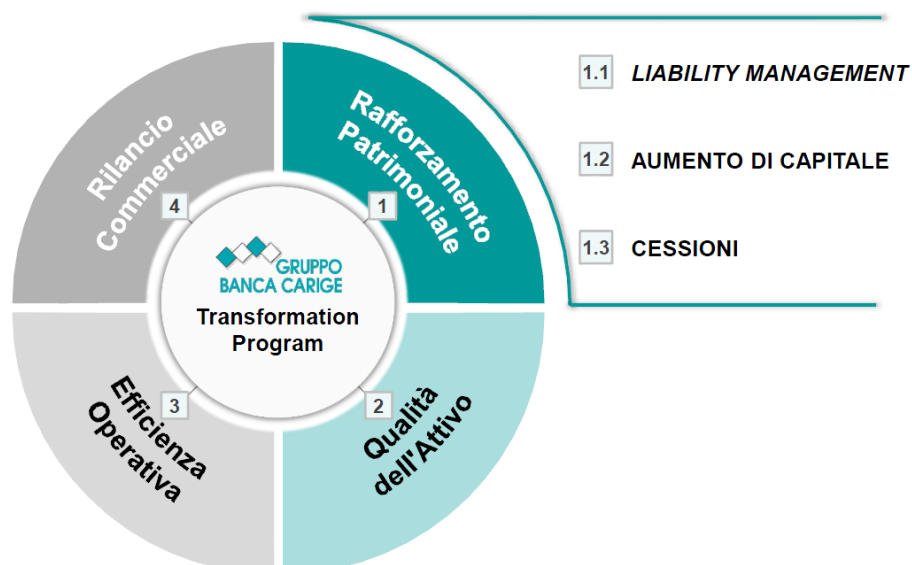 Rilancio
Commerciale
4
Rafforzamento
Patrimoniale
1
1.1 LIABILITY MANAGEMENT
1.2 AUMENTO DI CAPITALE
1.3 CESSIONI
GRUPPO
BANCA CARIGE
Transformation
Program
3
Efficienza
Operativa
2
Qualità
dell'Attivo